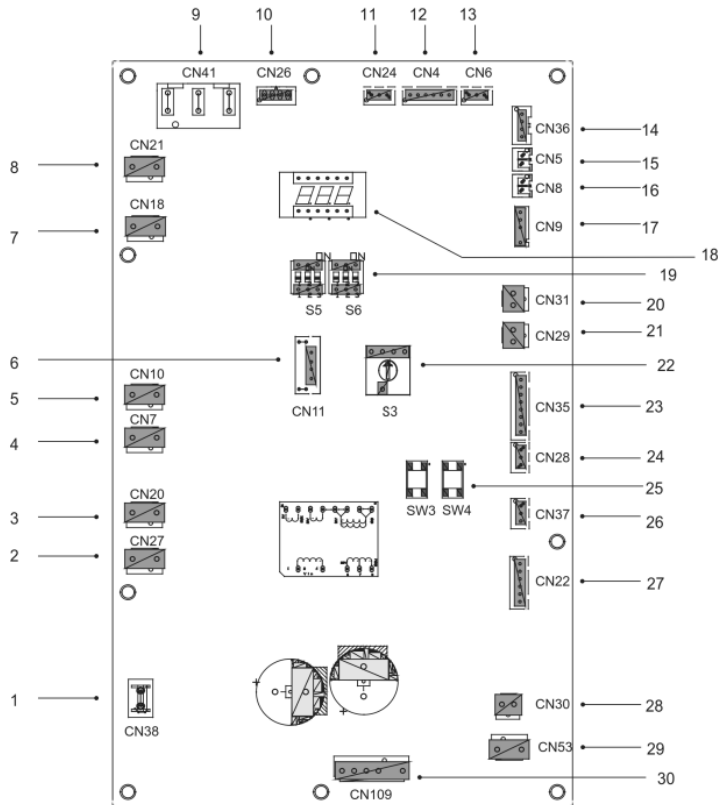 9 10 11 12 13
CN41 CN26 CN24 CN4 CN6
CN36 14
CN21
8 CN5 15
CN8 16
CN18
7 CN9 17
18
ON ON 19
S5 S6
CN31 20
CN29 21
6 22
CN11 S3
CN10
5 CN35 23
CN7
4
CN28 24
25
SW3 SW4
CN20
3 CN37 26
CN27
2 CN22 27
1 CN30 28
CN38
CN53 29
30
CN109